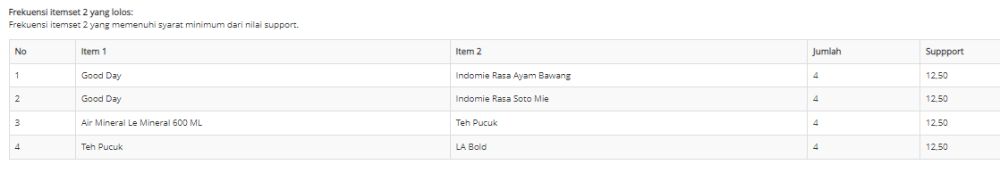 Frekuensi itemset 2 yang lolos:
Frekuensi itemset 2 yang memenuhi syarat minimum dari nilai support.
No Item 1 Item 2 Jumlah Suppport
1 Good Day Indomie Rasa Ayam Bawang 4 12,50
2 Good Day Indomie Rasa Soto Mie 4 12,50
3 Air Mineral Le Mineral 600 ML Teh Pucuk 4 12,50
4 Teh Pucuk LA Bold 4 12,50